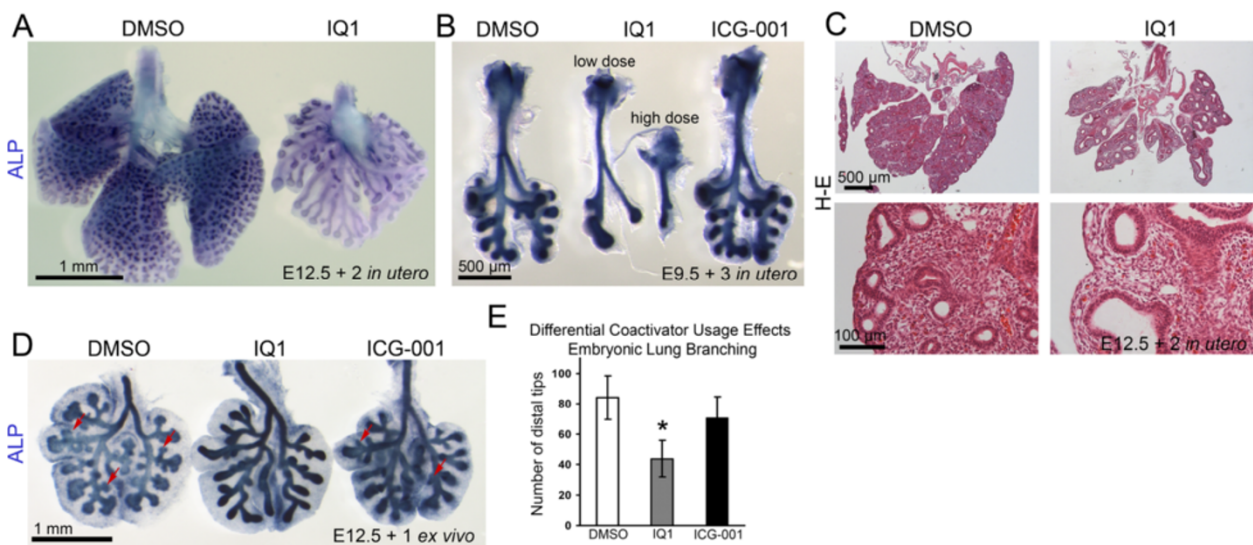 A
DMSO
IQ1
ALP
1 mm
E12.5 + 2 in utero
B
DMSO
IQ1
ICG-001
low dose
high dose
500 µm
E9.5 + 3 in utero
C
DMSO
IQ1
H-E
500 µm
100 µm
E12.5 + 2 in utero
D
DMSO
IQ1
ICG-001
ALP
1 mm
E12.5 + 1 ex vivo
E
Differential Coactivator Usage Effects
Embryonic Lung Branching
Number of distal tips
100
80
60
40
20
0
*
DMSO
IQ1
ICG-001